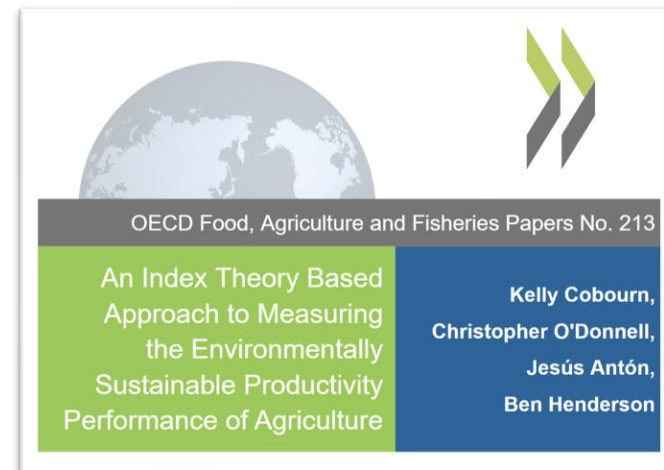 OECD Food, Agriculture and Fisheries Papers No. 213
An Index Theory Based
Approach to Measuring
the Environmentally
Sustainable Productivity
Performance of Agriculture
Kelly Cobourn,
Christopher O'Donnell,
Jesús Antón,
Ben Henderson